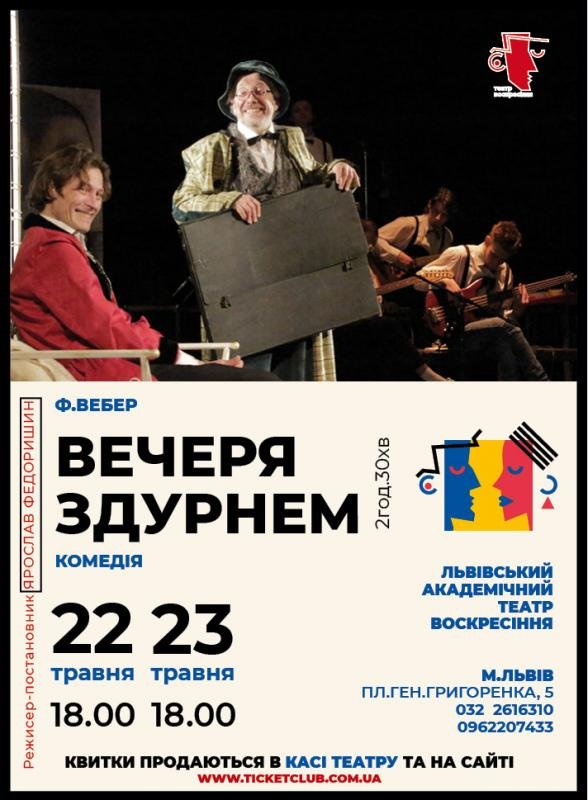 театр
воскресіння
Ф.ВЕБЕР
ВЕЧЕРЯ
ЗДУРНЕМ
2год.30хв
КОМЕДІЯ
Режисер-постановник ЯРОСЛАВ ФЕДОРИШИН
22 23
травня травня
18.00 18.00
ЛЬВІВСЬКИЙ
АКАДЕМІЧНИЙ
ТЕАТР
ВОСКРЕСІННЯ
М.ЛЬВІВ
ПЛ.ГЕН.ГРИГОРЕНКА, 5
032 2616310
0962207433
КВИТКИ ПРОДАЮТЬСЯ В КАСІ ТЕАТРУ ТА НА САЙТІ
WWW.TICKETCLUB.COM.UA